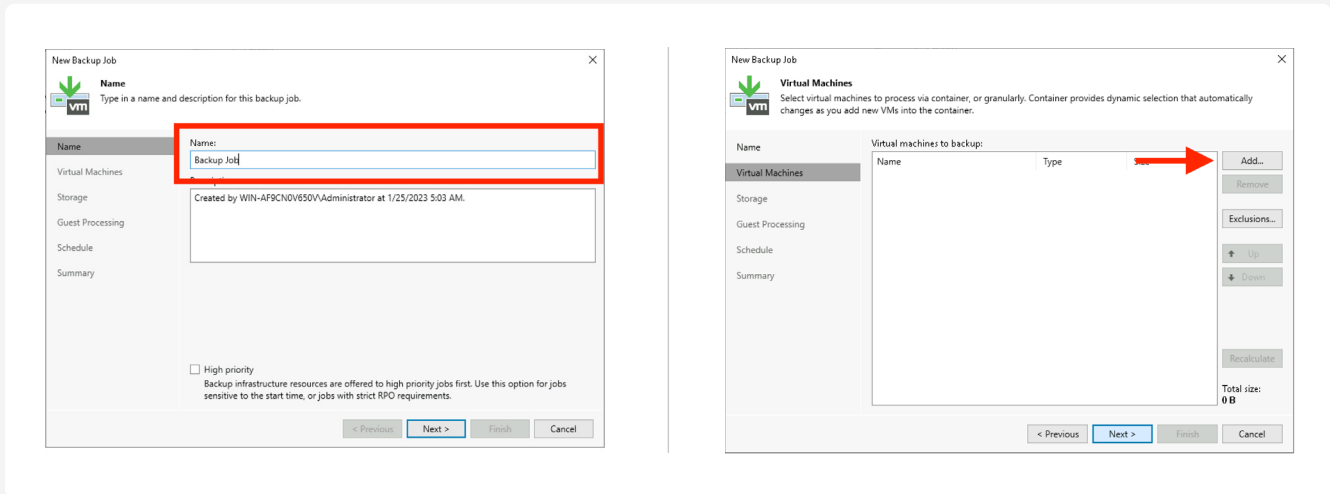 New Backup Job
Name
Type in a name and description for this backup job.
Name
Virtual Machines
Storage
Guest Processing
Schedule
Summary
Name:
Backup Job
Created by WIN-AF9CN0V650V\Administrator at 1/25/2023 5:03 AM.
High priority
Backup infrastructure resources are offered to high priority jobs first. Use this option for jobs
sensitive to the start time, or jobs with strict RPO requirements.
< Previous
Next >
Finish
Cancel
New Backup Job
Virtual Machines
Select virtual machines to process via container, or granularly. Container provides dynamic selection that automatically
changes as you add new VMs into the container.
Name
Virtual Machines
Storage
Guest Processing
Schedule
Summary
Virtual machines to backup:
Name
Type
Add...
Remove
Exclusions...
Up
Down
Recalculate
Total size:
0 B
< Previous
Next >
Finish
Cancel